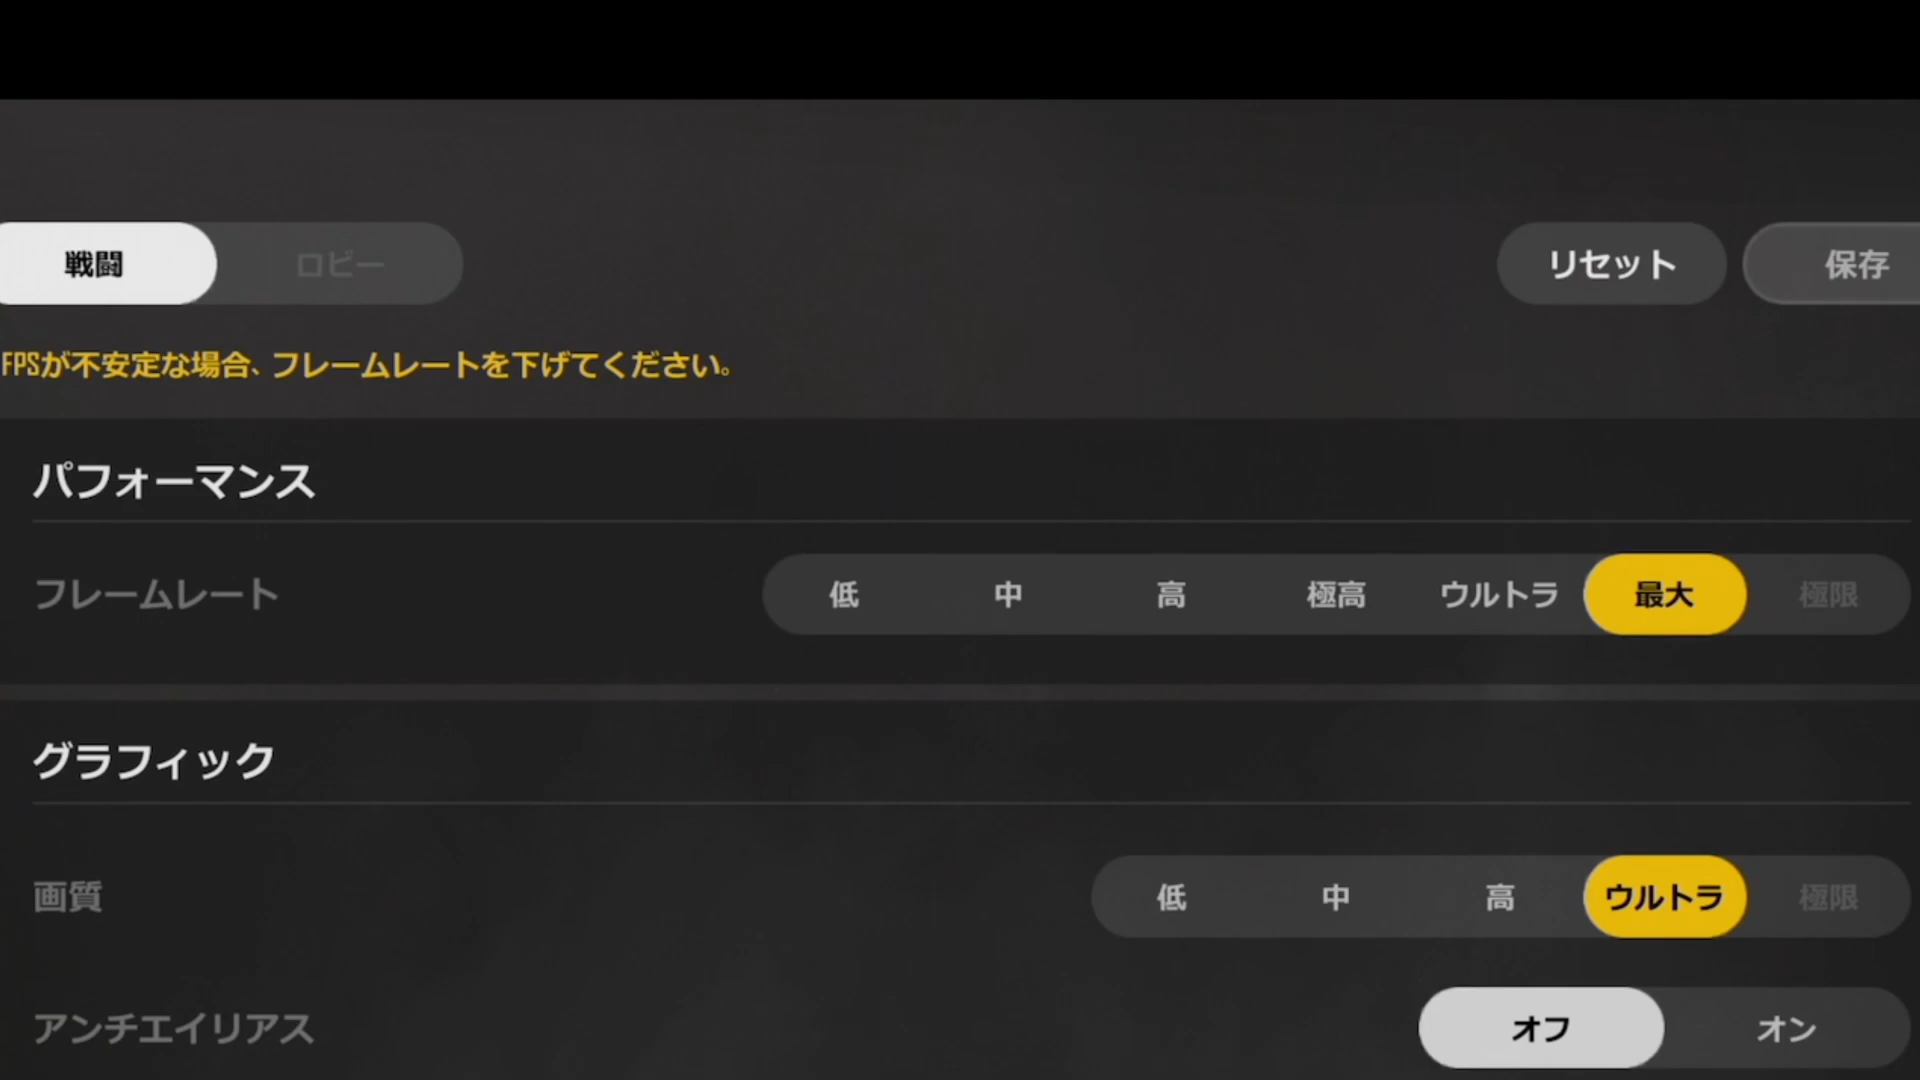 戦闘 ロビー リセット 保存
FPSが不安定な場合、フレームレートを下げてください。
パフォーマンス
フレームレート 低 中 高 極高 ウルトラ 最大 極限
グラフィック
画質 低 中 高 ウルトラ 極限
アンチエイリアス オフ オン